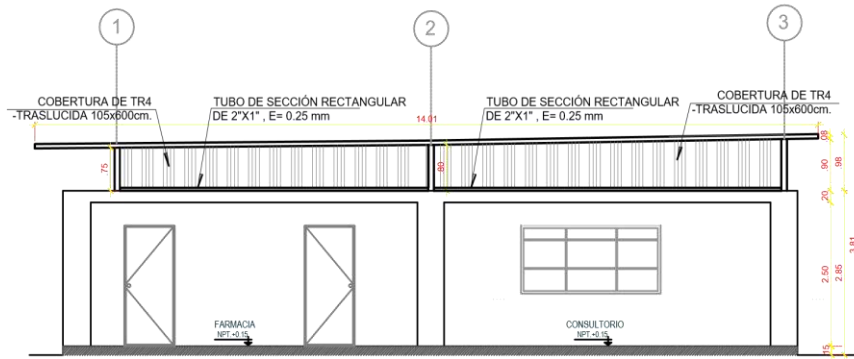 1
2
3
COBERTURA DE TR4
-TRASLUCIDA 105x600cm.
TUBO DE SECCIÓN RECTANGULAR
DE 2"X1" , E= 0.25 mm
14.01
TUBO DE SECCIÓN RECTANGULAR
DE 2"X1" , E= 0.25 mm
COBERTURA DE TR4
-TRASLUCIDA 105x600cm.
.08
.75
.80
.90
.98
.20
3.81
2.50
2.85
FARMACIA
NPT.+0.15
CONSULTORIO
NPT.+0.15
.15